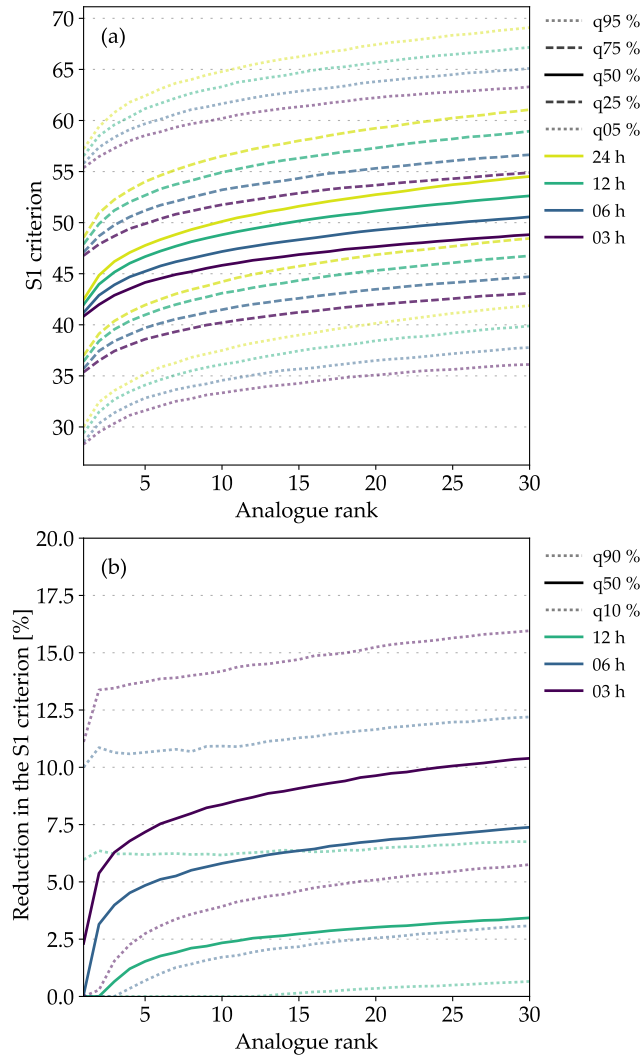 (a)
S1 criterion
70
65
60
55
50
45
40
35
30
5
10
15
20
25
30
Analogue rank
q95 %
q75 %
q50 %
q25 %
q05 %
24 h
12 h
06 h
03 h
(b)
Reduction in the S1 criterion [%]
20.0
17.5
15.0
12.5
10.0
7.5
5.0
2.5
0.0
5
10
15
20
25
30
Analogue rank
q90 %
q50 %
q10 %
12 h
06 h
03 h